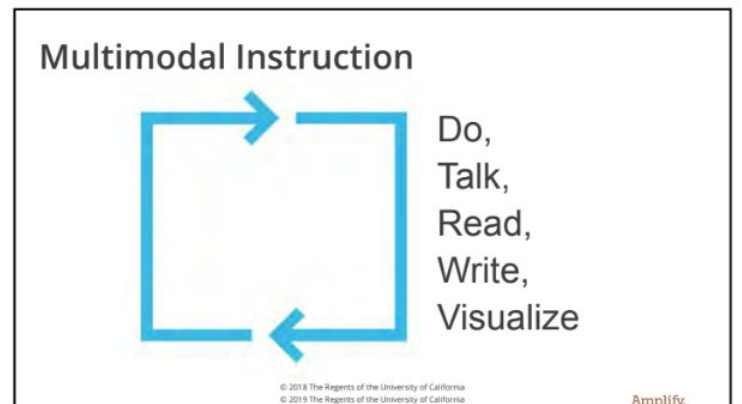 Multimodal Instruction
Do,
Talk,
Read,
Write,
Visualize
© 2018 The Regents of the University of California
© 2019 The Regents of the University of California
Amplify.